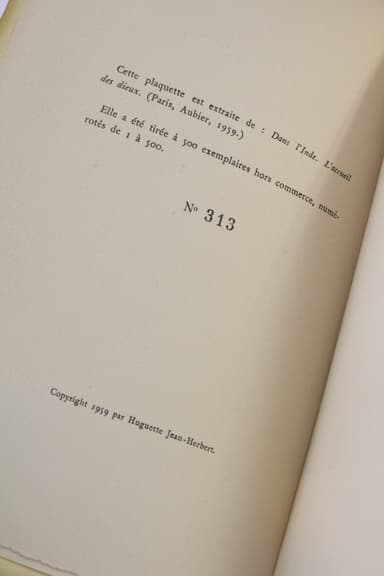 Cette plaquette est extraite de : Dans l'Inde. L'accueil
des dieux. (Paris, Aubier, 1959.)
Elle a été tirée à 500 exemplaires hors commerce, numé-
rotés de 1 à 500.
Nº 313
Copyright 1959 par Huguette Jean-Herbert.